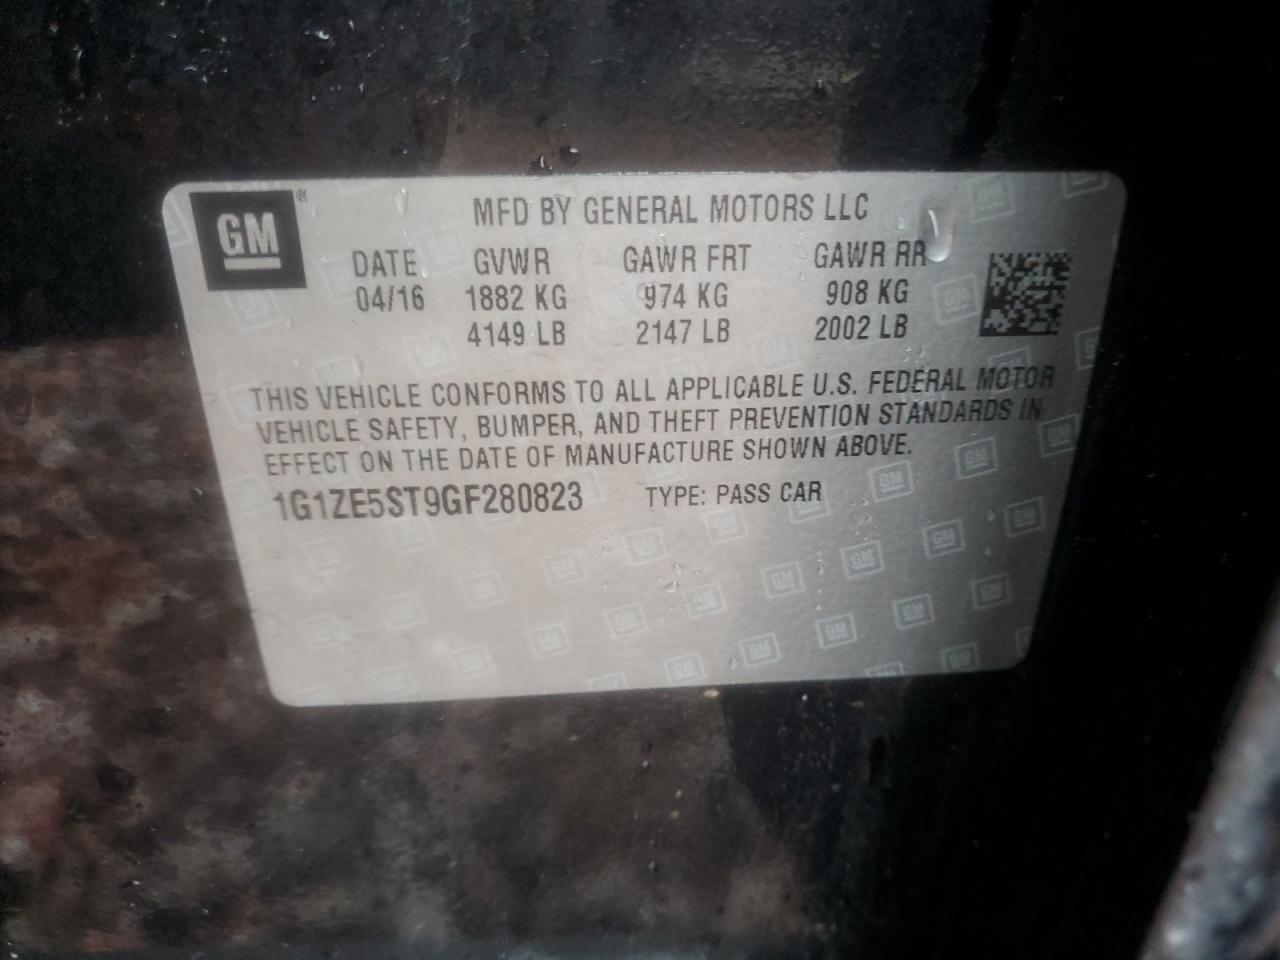 GM ®
MFD BY GENERAL MOTORS LLC
DATE GVWR GAWR FRT GAWR RR
04/16 1882 KG 974 KG 908 KG
4149 LB 2147 LB 2002 LB
THIS VEHICLE CONFORMS TO ALL APPLICABLE U.S. FEDERAL MOTOR
VEHICLE SAFETY, BUMPER, AND THEFT PREVENTION STANDARDS IN
EFFECT ON THE DATE OF MANUFACTURE SHOWN ABOVE.
1G1ZE5ST9GF280823 TYPE: PASS CAR